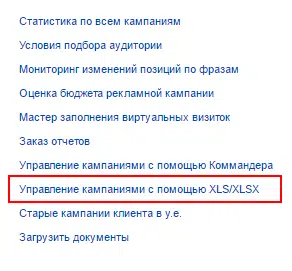 Статистика по всем кампаниям
Условия подбора аудитории
Мониторинг изменений позиций по фразам
Оценка бюджета рекламной кампании
Мастер заполнения виртуальных визиток
Заказ отчетов
Управление кампаниями с помощью Коммандера
Управление кампаниями с помощью XLS/XLSX
Старые кампании клиента в у.е.
Загрузить документы